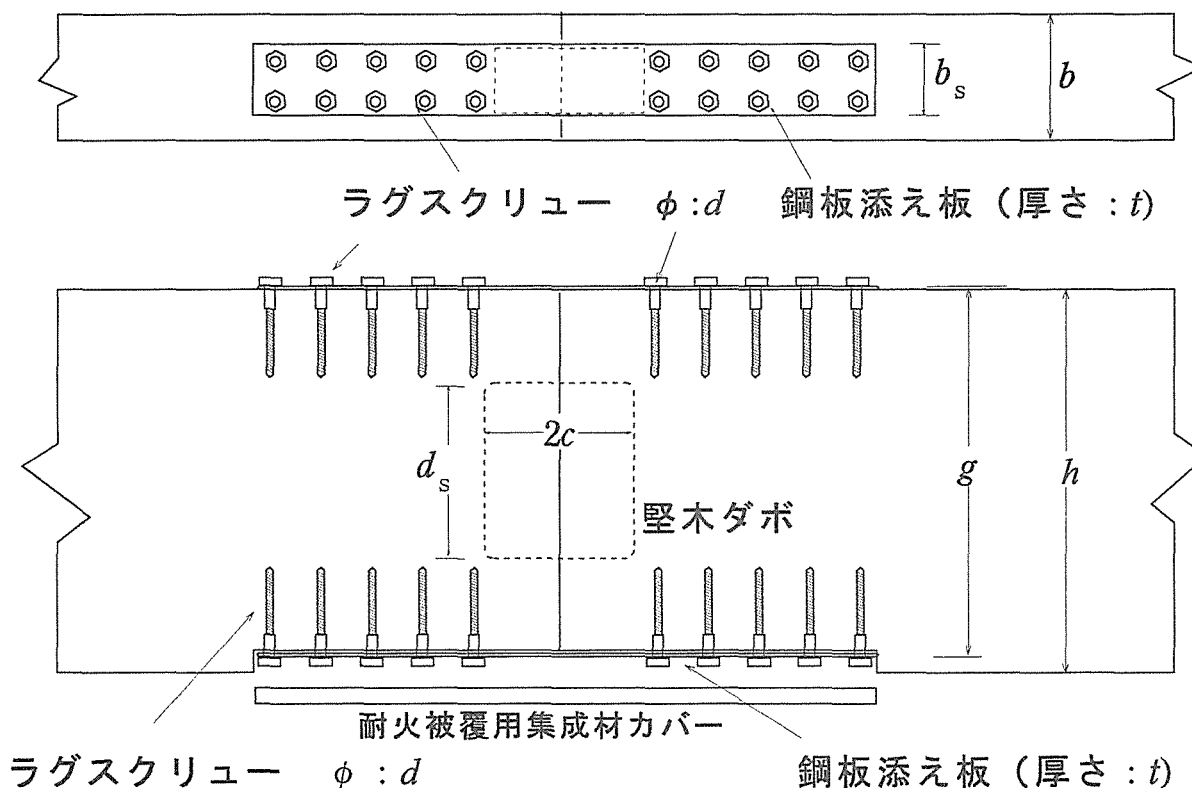 b
s
b
ラグスクリュー φ:d 鋼板添え板 (厚さ:t)
2c
d
s
g
h
堅木ダボ
耐火被覆用集成材カバー
ラグスクリュー φ:d 鋼板添え板 (厚さ:t)